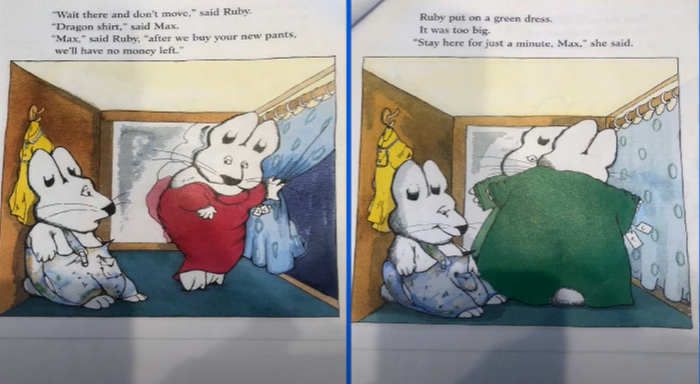 "Wait there and don't move," said Ruby.
"Dragon shirt," said Max.
"Max," said Ruby, "after we buy your new pants,
we'll have no money left."
Ruby put on a green dress.
It was too big.
"Stay here for just a minute, Max," she said.